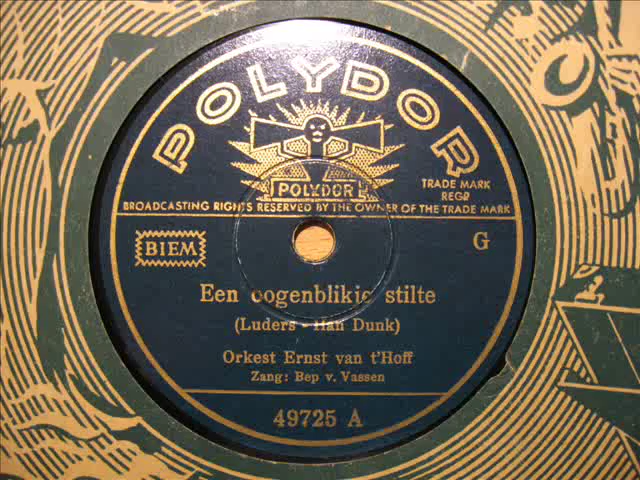 POLYDOR
POLYDOR
TRADE MARK
REGD
BROADCASTING RIGHTS RESERVED BY THE OWNER OF THE TRADE MARK
BIEM
G
Een oogenblikje stilte
(Luders - Han Dunk)
Orkest Ernst van t'Hoff
Zang: Bep v. Vassen
49725 A